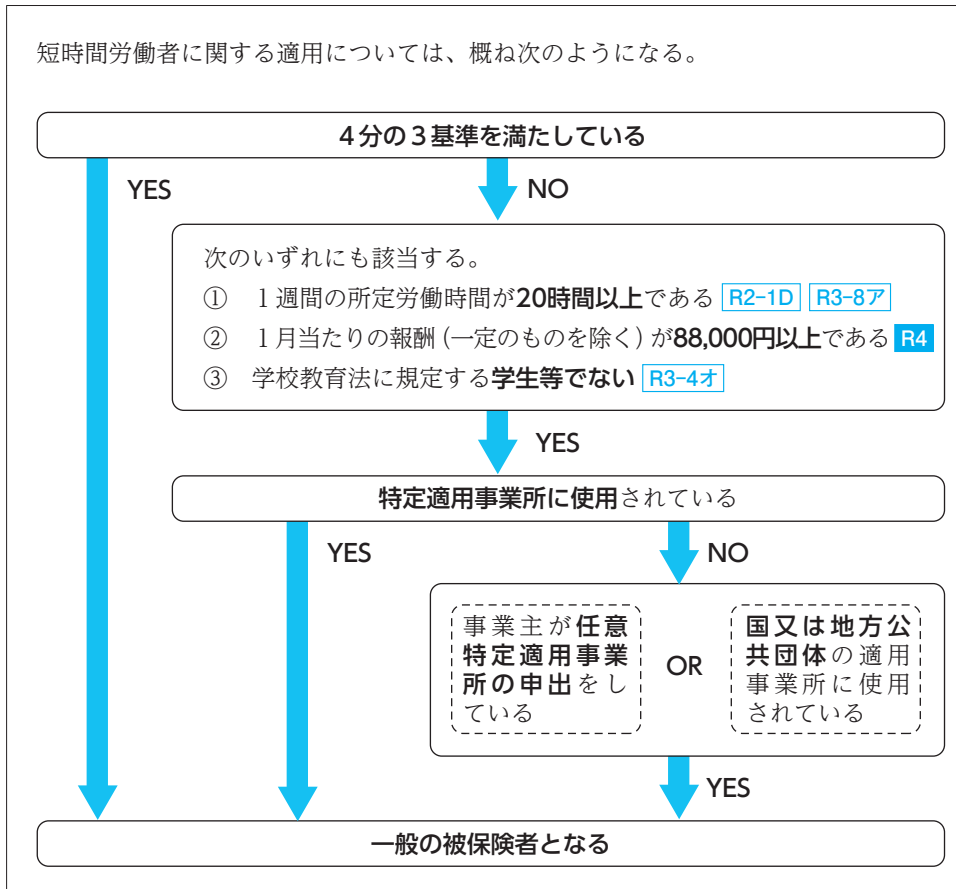 短時間労働者に関する適用については、概ね次のようになる。
4分の3基準を満たしている
YES
NO
次のいずれにも該当する。
① 1週間の所定労働時間が20時間以上である R2-1D R3-8ア
② 1月当たりの報酬(一定のものを除く)が88,000円以上である R4
③ 学校教育法に規定する学生等でない R3-4オ
YES
特定適用事業所に使用されている
YES
NO
事業主が任意
特定適用事業
所の申出をし
ている
OR
国又は地方公
共団体の適用
事業所に使用
されている
YES
一般の被保険者となる